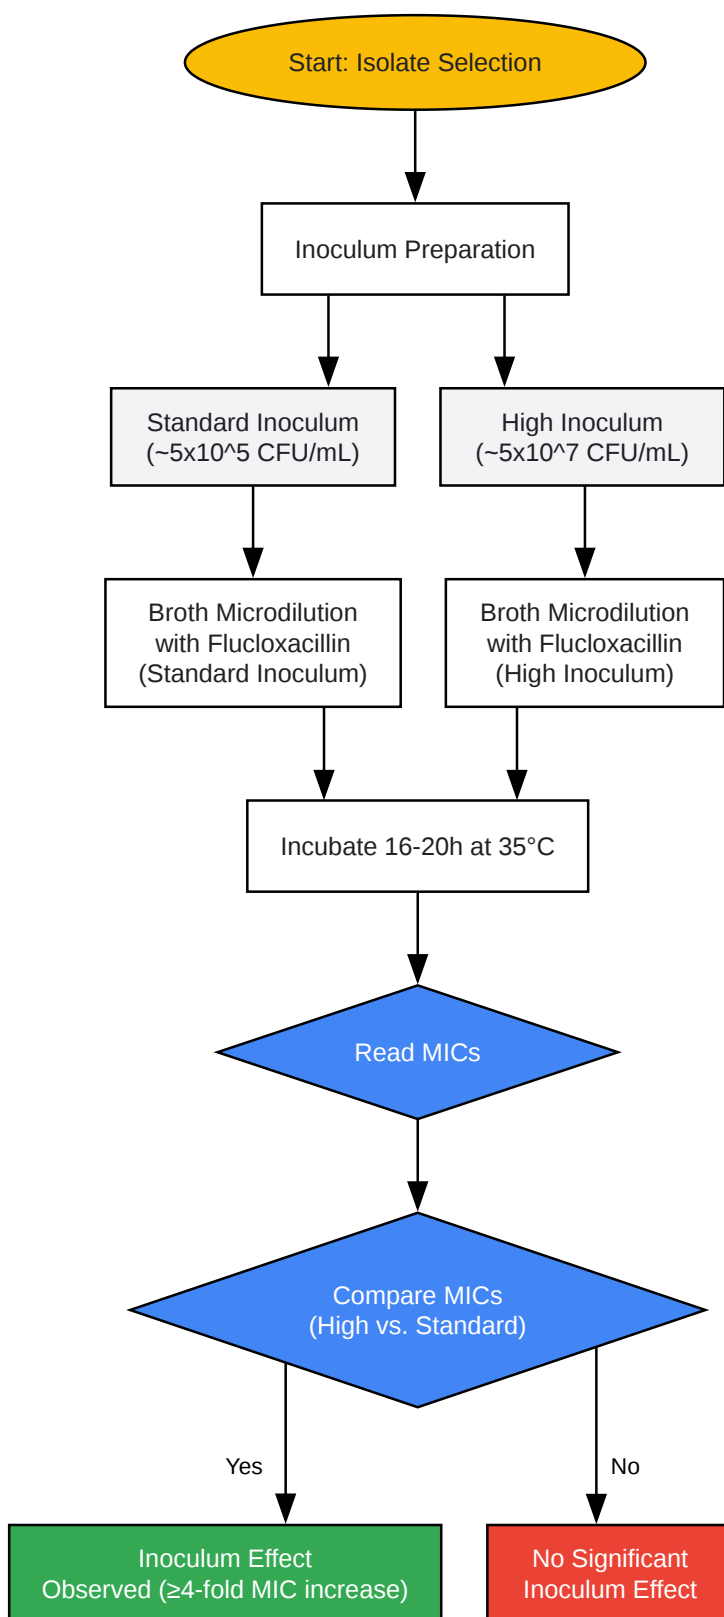 Start: Isolate Selection
Inoculum Preparation
Standard Inoculum
(~5x10^5 CFU/mL)
High Inoculum
(~5x10^7 CFU/mL)
Broth Microdilution
with Flucloxacillin
(Standard Inoculum)
Broth Microdilution
with Flucloxacillin
(High Inoculum)
Incubate 16-20h at 35°C
Read MICs
Compare MICs
(High vs. Standard)
Yes
No
Inoculum Effect
Observed (≥4-fold MIC increase)
No Significant
Inoculum Effect